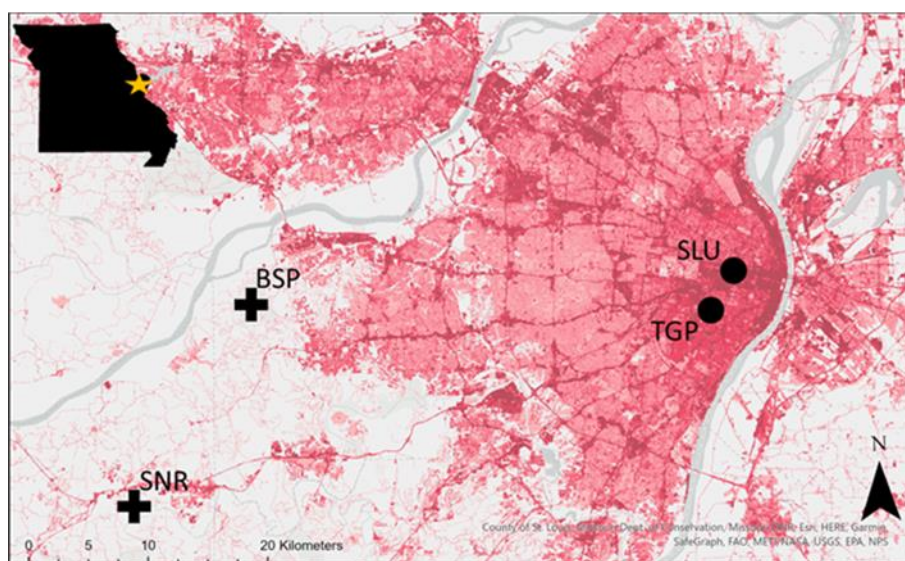 SLU
BSP
TGP
SNR
N
County of St. Louis, Missouri Dept. of Conservation, Missouri DNR, Esri, HERE, Garmin,
SafeGraph, FAO, METI/NASA, USGS, EPA, NPS
0 5 10 20 Kilometers